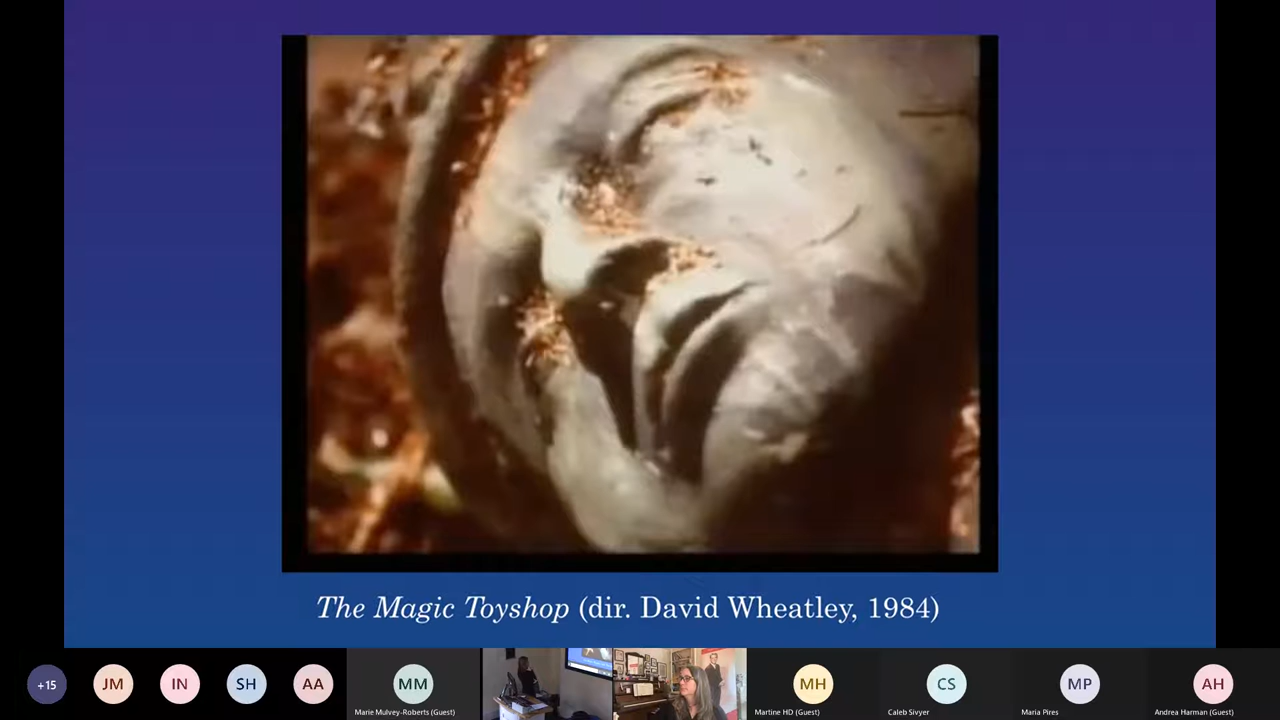 The Magic Toyshop (dir. David Wheatley, 1984)
+15
JM
IN
SH
AA
MM
MH
CS
MP
AH
Marie Mulvey-Roberts (Guest)
Martine HD (Guest)
Caleb Sivyer
Maria Pires
Andrea Harman (Guest)